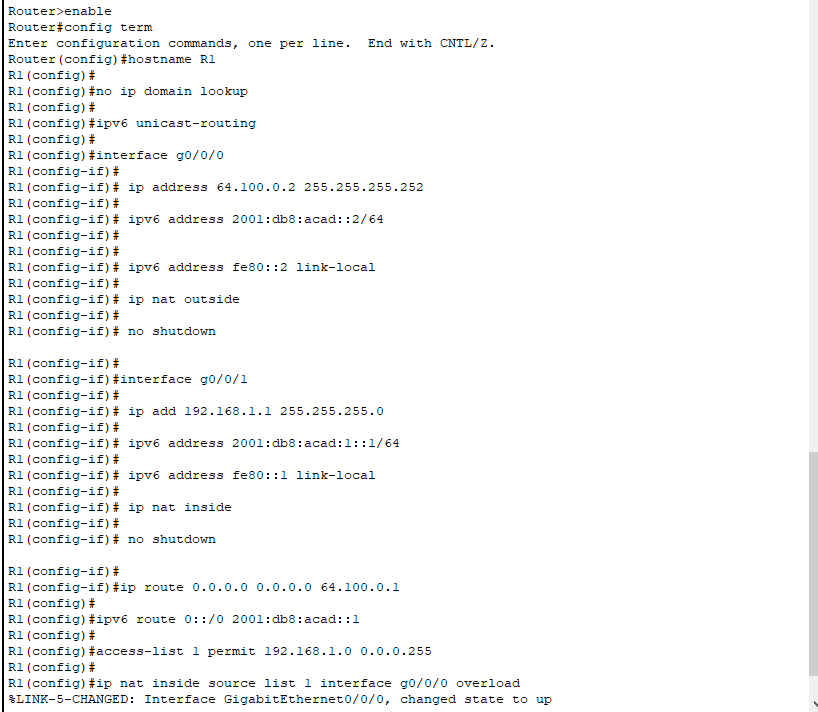 Router>enable
Router#config term
Enter configuration commands, one per line.  End with CNTL/Z.
Router(config)#hostname R1
R1(config)#
R1(config)#no ip domain lookup
R1(config)#
R1(config)#ipv6 unicast-routing
R1(config)#
R1(config)#interface g0/0/0
R1(config-if)#
R1(config-if)# ip address 64.100.0.2 255.255.255.252
R1(config-if)#
R1(config-if)# ipv6 address 2001:db8:acad::2/64
R1(config-if)#
R1(config-if)#
R1(config-if)# ipv6 address fe80::2 link-local
R1(config-if)#
R1(config-if)# ip nat outside
R1(config-if)#
R1(config-if)# no shutdown

R1(config-if)#
R1(config-if)#interface g0/0/1
R1(config-if)#
R1(config-if)# ip add 192.168.1.1 255.255.255.0
R1(config-if)#
R1(config-if)# ipv6 address 2001:db8:acad:1::1/64
R1(config-if)#
R1(config-if)# ipv6 address fe80::1 link-local
R1(config-if)#
R1(config-if)# ip nat inside
R1(config-if)#
R1(config-if)# no shutdown

R1(config-if)#
R1(config-if)#ip route 0.0.0.0 0.0.0.0 64.100.0.1
R1(config)#
R1(config)#ipv6 route 0::/0 2001:db8:acad::1
R1(config)#
R1(config)#access-list 1 permit 192.168.1.0 0.0.0.255
R1(config)#
R1(config)#ip nat inside source list 1 interface g0/0/0 overload
%LINK-5-CHANGED: Interface GigabitEthernet0/0/0, changed state to up